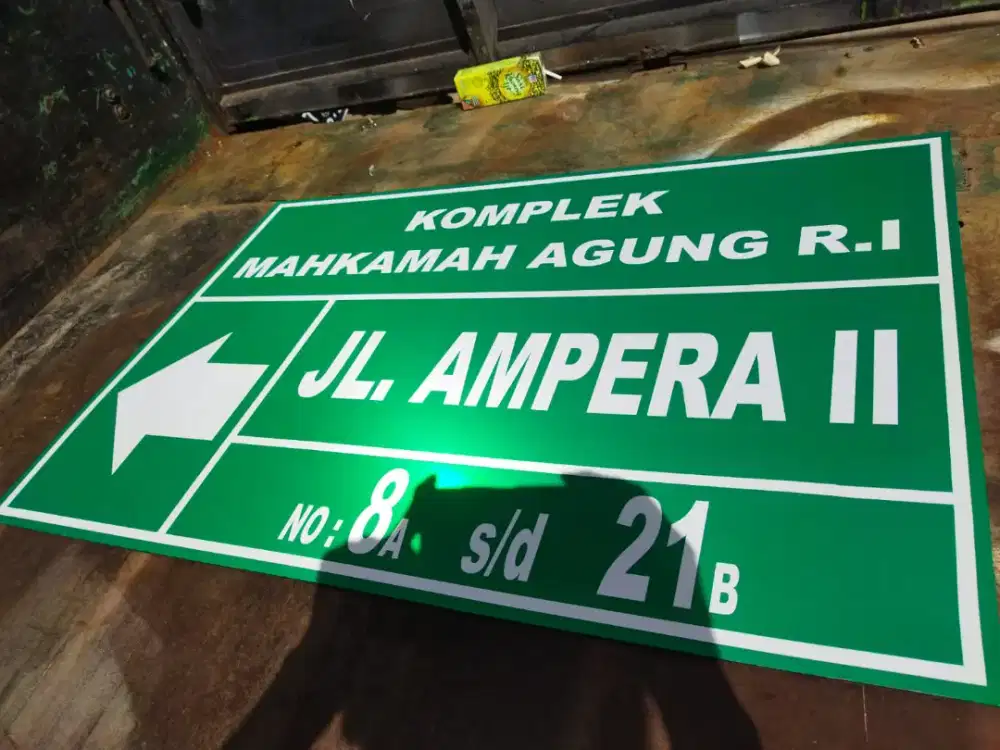 KOMPLEK
MAHKAMAH AGUNG R.I
JL. AMPERA II
NO : 8A s/d 21B